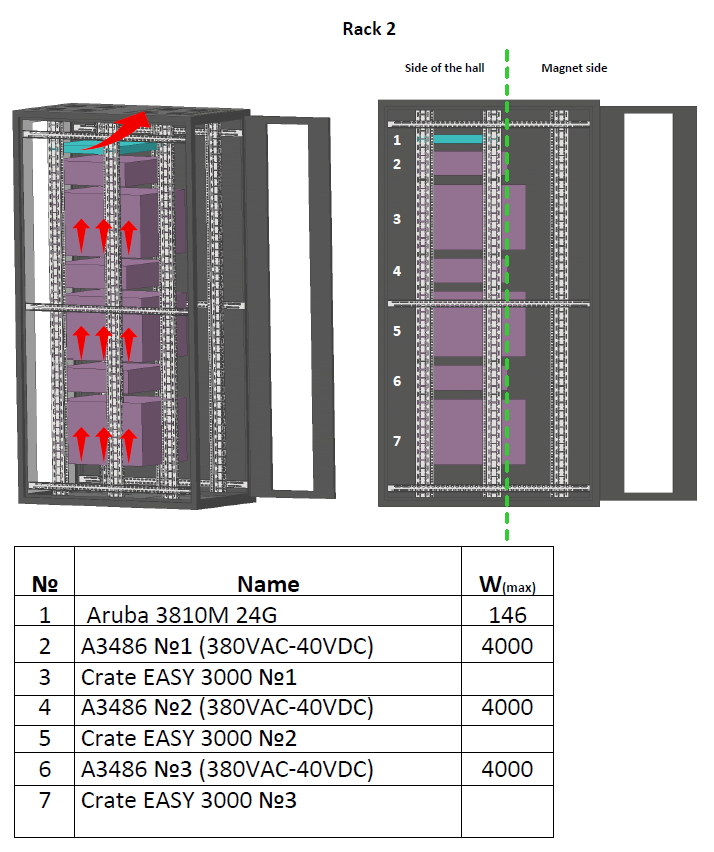 Rack 2
Side of the hall
Magnet side
1
2
3
4
5
6
7
№ Name W(max)
1 Aruba 3810M 24G 146
2 A3486 №1 (380VAC-40VDC) 4000
3 Crate EASY 3000 №1
4 A3486 №2 (380VAC-40VDC) 4000
5 Crate EASY 3000 №2
6 A3486 №3 (380VAC-40VDC) 4000
7 Crate EASY 3000 №3